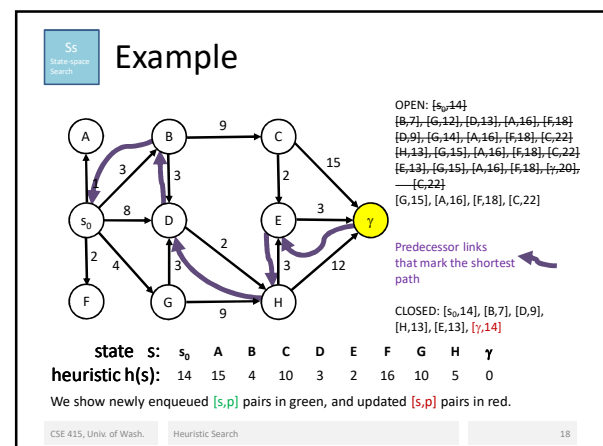 Ss
State-space
Search
Example
OPEN: [s₀,14]
[B,7], [G,12], [D,13], [A,16], [F,18]
[D,9], [G,14], [A,16], [F,18], [C,22]
[H,13], [G,15], [A,16], [F,18], [C,22]
[E,13], [G,15], [A,16], [F,18], [γ,20],
[C,22]
[G,15], [A,16], [F,18], [C,22]
Predecessor links
that mark the shortest
path
CLOSED: [s₀,14], [B,7], [D,9],
[H,13], [E,13], [γ,14]
A
B
9
C
15
1
3
3
2
s₀
8
D
E
3
γ
2
2
4
3
3
12
F
G
9
H
state s: s₀ A B C D E F G H γ
heuristic h(s): 14 15 4 10 3 2 16 10 5 0
We show newly enqueued [s,p] pairs in green, and updated [s,p] pairs in red.
CSE 415, Univ. of Wash. Heuristic Search 18